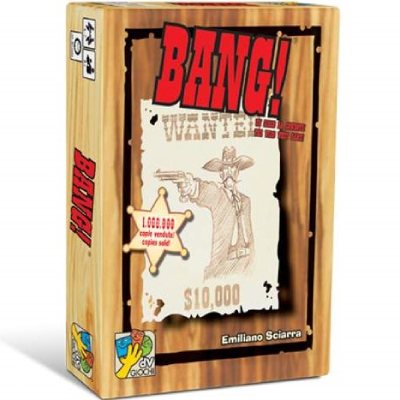 BANG!
WANTED
1.000.000
copie vendute!
copies sold!
$10,000
Emiliano Sciarra
BANG!
dV
GIOCHI